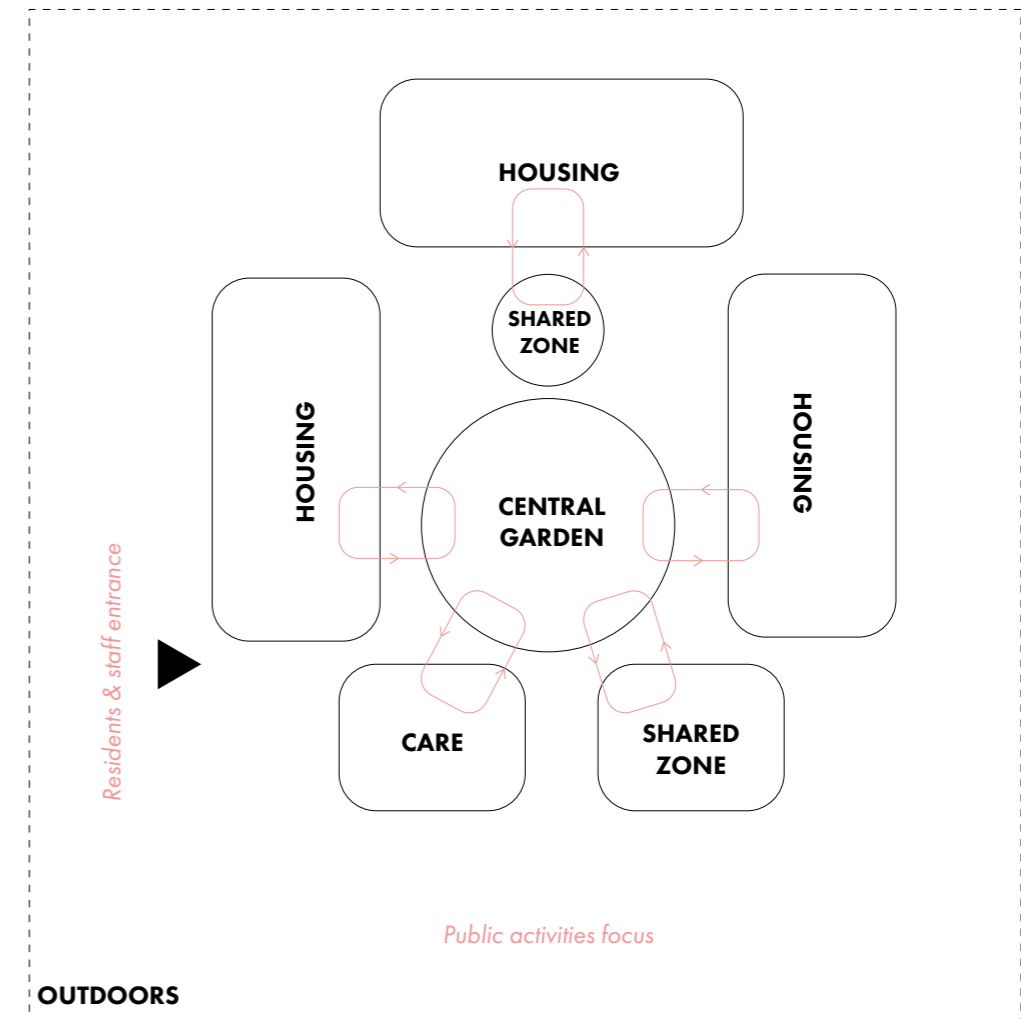 HOUSING
SHARED
ZONE
HOUSING
HOUSING
CENTRAL
GARDEN
Residents & staff entrance
CARE
SHARED
ZONE
Public activities focus
OUTDOORS